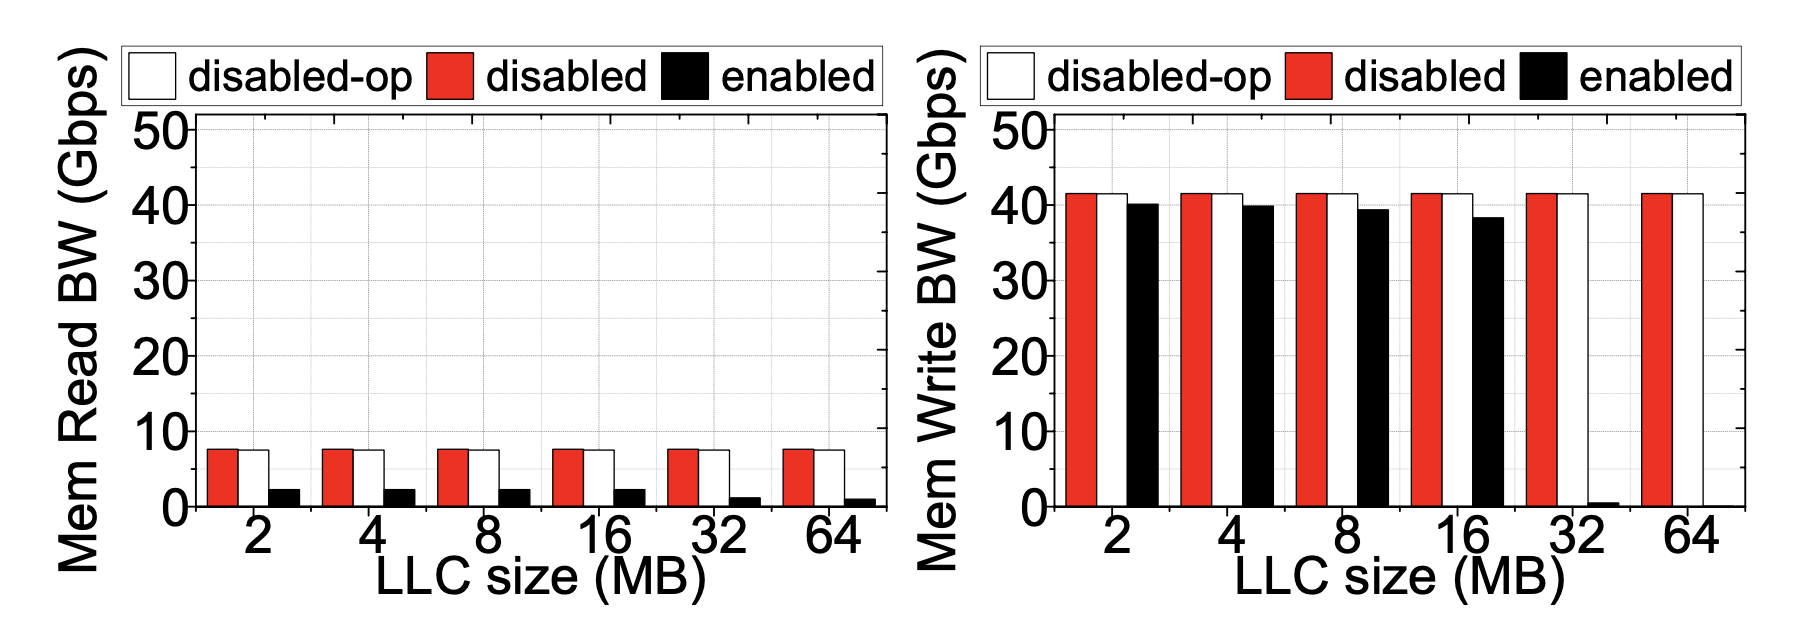 disabled-op disabled enabled
Mem Read BW (Gbps)
50
40
30
20
10
0
2 4 8 16 32 64
LLC size (MB)
disabled-op disabled enabled
Mem Write BW (Gbps)
50
40
30
20
10
0
2 4 8 16 32 64
LLC size (MB)